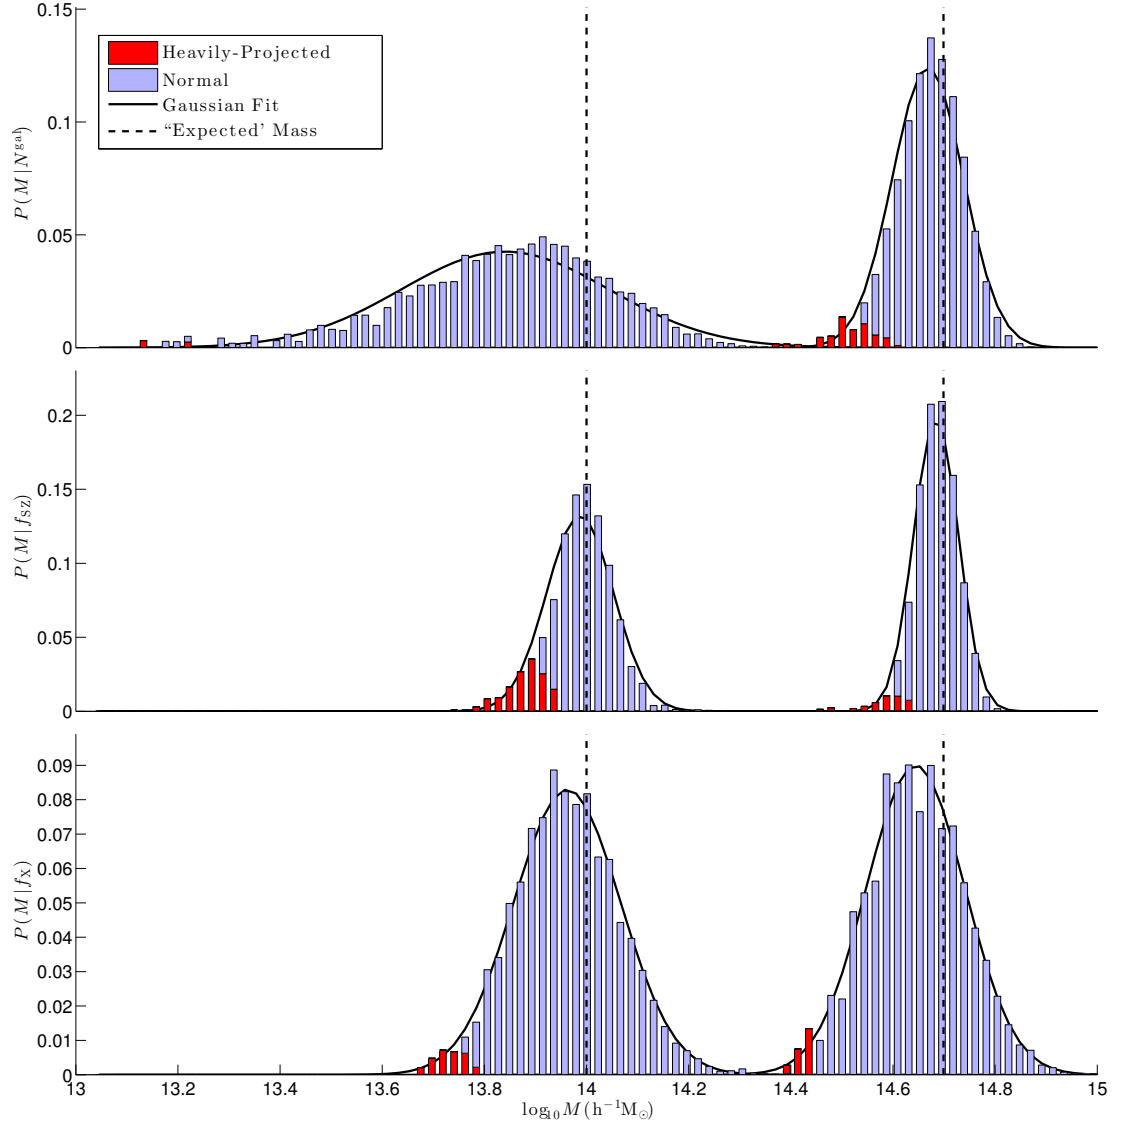 0.15
0.1
0.05
0
P(M|N^gal)
Heavily-Projected
Normal
Gaussian Fit
“Expected’ Mass
0.2
0.15
0.1
0.05
0
P(M|f_SZ)
0.09
0.08
0.07
0.06
0.05
0.04
0.03
0.02
0.01
0
P(M|f_X)
13 13.2 13.4 13.6 13.8 14 14.2 14.4 14.6 14.8 15
log₁₀M(h⁻¹M☉)